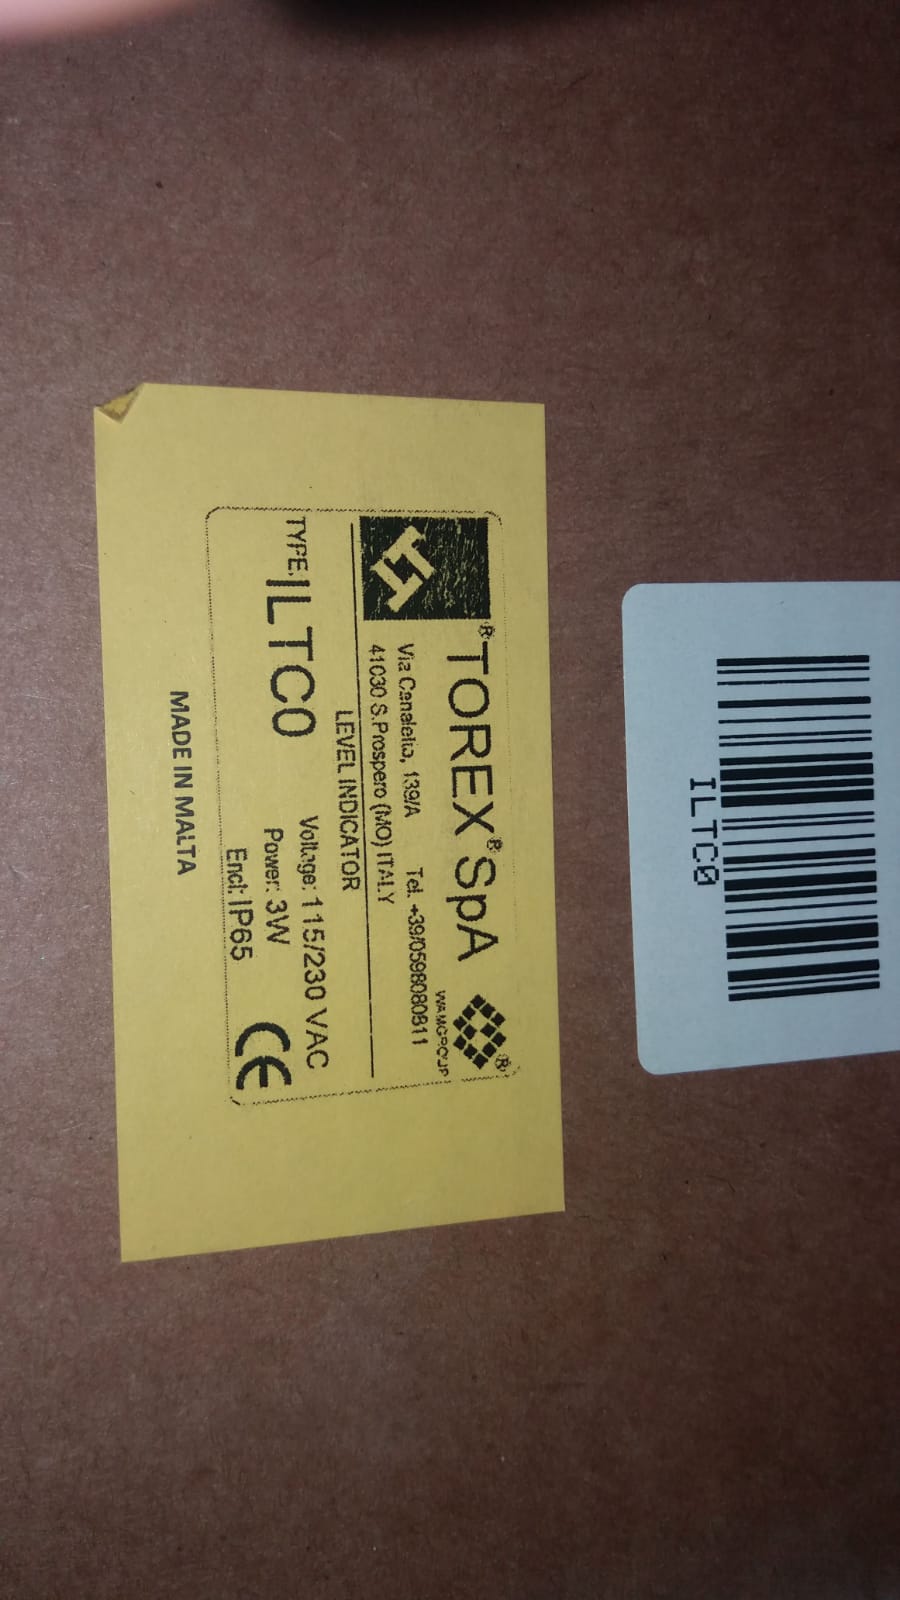 ®TOREX® SpA
WAMGROUP®
Via Canaletto, 139/A Tel. +39/0598080811
41030 S.Prospero (MO) ITALY
LEVEL INDICATOR
TYPE: ILTC0
Voltage: 115/230 VAC
Power: 3W
Encl: IP65
CE
MADE IN MALTA
ILTC0